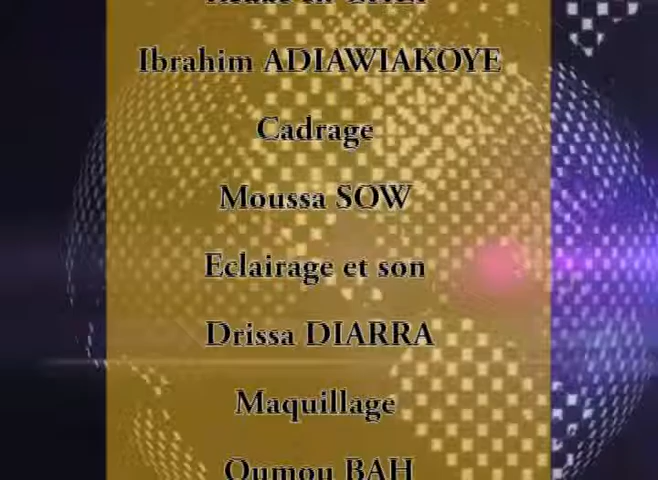 Ibrahim ADIAWIAKOYE
Cadrage
Moussa SOW
Eclairage et son
Drissa DIARRA
Maquillage
Oumou BAH